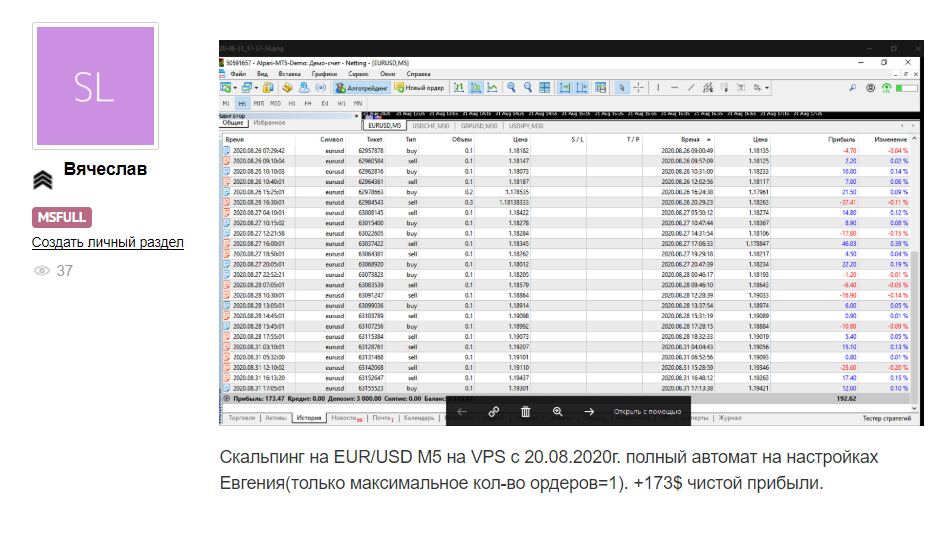 SL
Вячеслав
MSFULL
Создать личный раздел
37
20-08-31_17-37-34.png
50591657 - Alpari-MT5-Demo: Демо-счет - Netting - [EURUSD,M5]
Файл Вид Вставка Графики Сервис Окно Справка
Алготрейдинг Новый ордер
M1 M5 M15 M30 H1 H4 D1 W1 MN
Навигатор
Общие Избранное
EURUSD,M5 USDCHF,M30 GBPUSD,M30 USDJPY,M30
Время Символ Тикет Тип Объем Цена S / L T / P Время Цена Прибыль Изменение
2020.08.26 07:29:42 eurusd 62957878 buy 0.1 1.18182 2020.08.26 09:00:49 1.18135 -4.70 -0.04 %
2020.08.26 09:10:04 eurusd 62960584 sell 0.1 1.18147 2020.08.26 09:57:09 1.18125 2.20 0.02 %
2020.08.26 10:10:03 eurusd 62962816 buy 0.1 1.18073 2020.08.26 10:31:00 1.18233 16.00 0.14 %
2020.08.26 10:40:01 eurusd 62964361 sell 0.1 1.18187 2020.08.26 12:02:56 1.18117 7.00 0.06 %
2020.08.26 15:25:01 eurusd 62978663 buy 0.2 1.178535 2020.08.26 16:24:38 1.17961 21.50 0.09 %
2020.08.26 16:30:01 eurusd 62984543 sell 0.3 1.18138333 2020.08.26 20:29:23 1.18263 -37.41 -0.11 %
2020.08.27 04:10:01 eurusd 63008145 sell 0.1 1.18422 2020.08.27 05:50:12 1.18274 14.80 0.12 %
2020.08.27 10:15:02 eurusd 63015400 buy 0.1 1.18278 2020.08.27 10:47:44 1.18367 8.90 0.08 %
2020.08.27 12:21:58 eurusd 63022605 buy 0.1 1.18284 2020.08.27 14:31:54 1.18106 -17.80 -0.15 %
2020.08.27 16:00:01 eurusd 63037422 sell 0.1 1.18345 2020.08.27 17:06:33 1.178847 46.03 0.39 %
2020.08.27 18:50:01 eurusd 63064381 sell 0.1 1.18262 2020.08.27 19:29:18 1.18217 4.50 0.04 %
2020.08.27 20:05:01 eurusd 63068920 buy 0.1 1.18012 2020.08.27 20:47:39 1.18234 22.20 0.19 %
2020.08.27 22:52:21 eurusd 63073823 buy 0.1 1.18205 2020.08.28 00:46:17 1.18193 -1.20 -0.01 %
2020.08.28 07:05:01 eurusd 63083539 sell 0.1 1.18579 2020.08.28 09:46:10 1.18643 -6.40 -0.05 %
2020.08.28 10:30:01 eurusd 63091247 sell 0.1 1.18864 2020.08.28 12:28:39 1.19033 -16.90 -0.14 %
2020.08.28 13:05:01 eurusd 63099036 buy 0.1 1.18914 2020.08.28 13:37:54 1.18974 6.00 0.05 %
2020.08.28 14:45:01 eurusd 63103789 sell 0.1 1.19098 2020.08.28 15:31:19 1.19089 0.90 0.01 %
2020.08.28 15:45:01 eurusd 63107256 buy 0.1 1.18992 2020.08.28 17:28:15 1.18884 -10.80 -0.09 %
2020.08.28 17:55:01 eurusd 63115384 sell 0.1 1.19073 2020.08.28 18:32:33 1.19019 5.40 0.05 %
2020.08.31 03:10:01 eurusd 63128761 sell 0.1 1.19207 2020.08.31 04:04:43 1.19056 15.10 0.13 %
2020.08.31 05:32:00 eurusd 63131468 sell 0.1 1.19101 2020.08.31 06:52:56 1.19093 0.80 0.01 %
2020.08.31 12:10:02 eurusd 63142068 sell 0.1 1.19110 2020.08.31 15:28:59 1.19346 -23.60 -0.20 %
2020.08.31 16:13:20 eurusd 63152647 sell 0.1 1.19437 2020.08.31 16:48:12 1.19263 17.40 0.15 %
2020.08.31 17:05:01 eurusd 63155523 buy 0.1 1.19301 2020.08.31 17:13:38 1.19421 12.00 0.10 %
Прибыль: 173.47 Кредит: 0.00 Депозит: 3 000.00 Снятие: 0.00 Баланс: 192.62
Торговля Активы История Новости Почта Календарь Журнал Тестер стратегий
Открыть с помощью
Скальпинг на EUR/USD M5 на VPS с 20.08.2020г. полный автомат на настройках
Евгения(только максимальное кол-во ордеров=1). +173$ чистой прибыли.